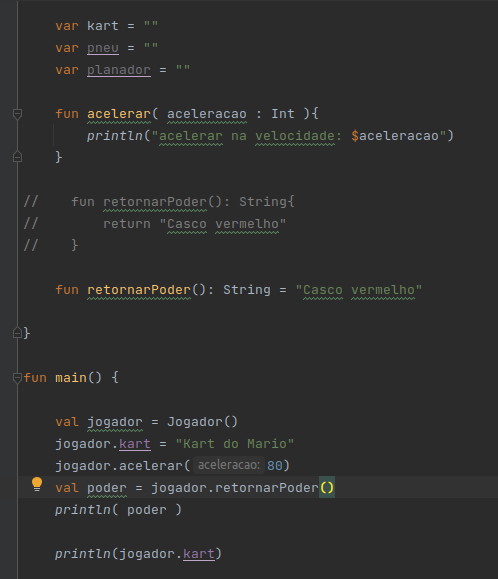 var kart = ""
var pneu = ""
var planador = ""
fun acelerar( aceleracao : Int ){
println("acelerar na velocidade: $aceleracao")
}
//    fun retornarPoder(): String{
//        return "Casco vermelho"
//    }
fun retornarPoder(): String = "Casco vermelho"
}
fun main() {
val jogador = Jogador()
jogador.kart = "Kart do Mario"
jogador.acelerar( aceleracao: 80)
val poder = jogador.retornarPoder()
println( poder )
println(jogador.kart)